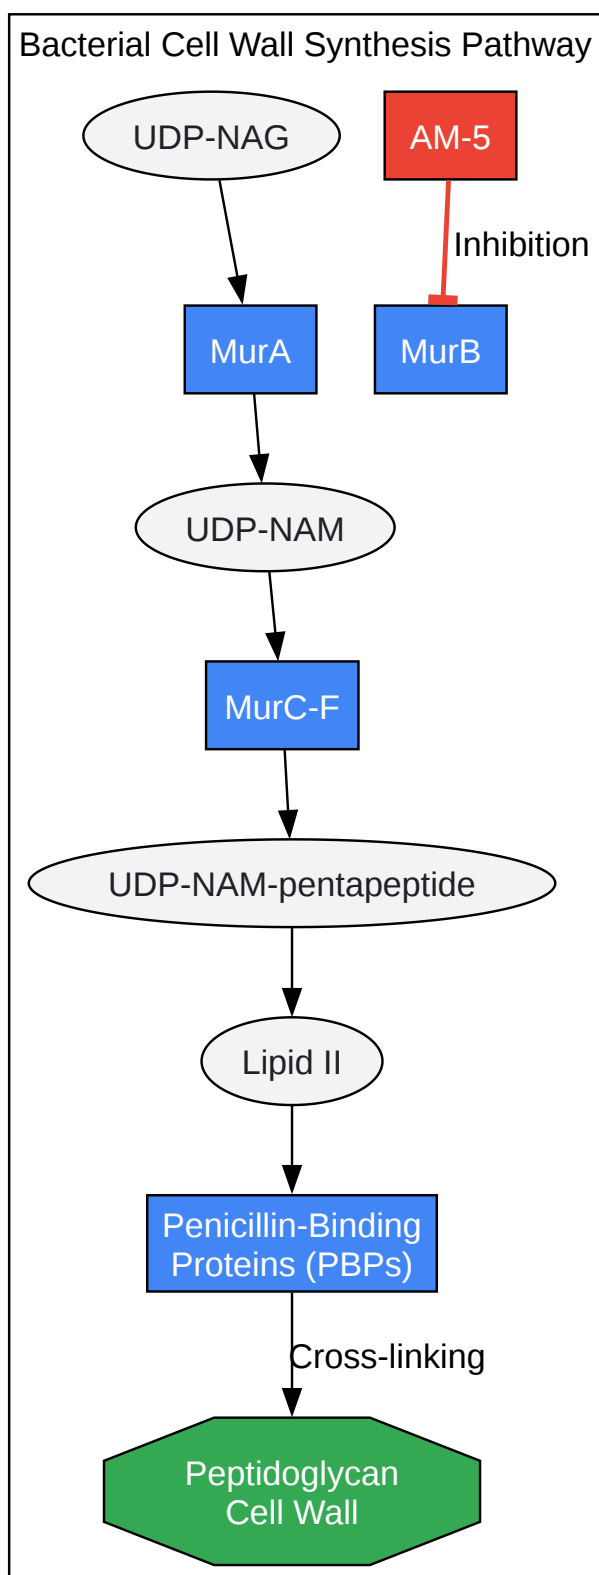 Bacterial Cell Wall Synthesis Pathway
UDP-NAG
AM-5
Inhibition
MurA
MurB
UDP-NAM
MurC-F
UDP-NAM-pentapeptide
Lipid II
Penicillin-Binding
Proteins (PBPs)
Cross-linking
Peptidoglycan
Cell Wall